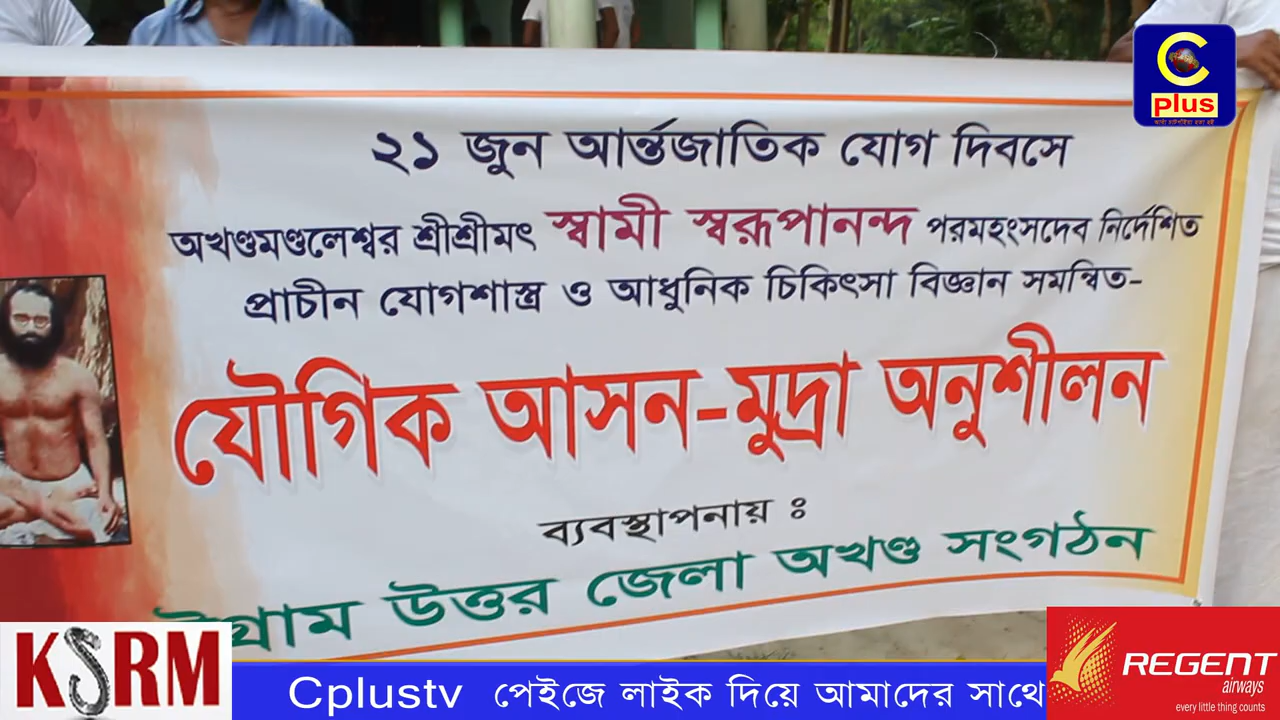 C
plus
২১ জুন আর্ন্তজাতিক যোগ দিবসে
অখণ্ডমণ্ডলেশ্বর শ্রীশ্রীমৎ স্বামী স্বরূপানন্দ পরমহংসদেব নির্দেশিত
প্রাচীন যোগশাস্ত্র ও আধুনিক চিকিৎসা বিজ্ঞান সমন্বিত-
যৌগিক আসন-মুদ্রা অনুশীলন
ব্যবস্থাপনায় ঃ
উত্তর জেলা অখণ্ড সংগঠন
KSRM
Cplustv পেইজে লাইক দিয়ে আমাদের সাথে
REGENT
airways
every little thing counts